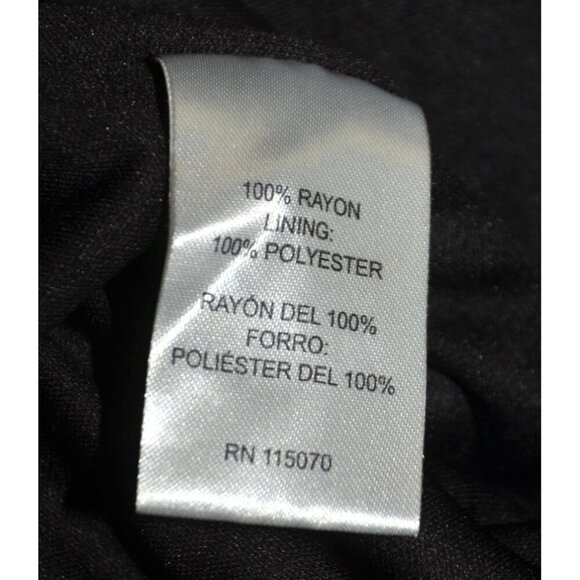 100% RAYON
LINING:
100% POLYESTER
RAYÓN DEL 100%
FORRO:
POLIÉSTER DEL 100%
RN 115070